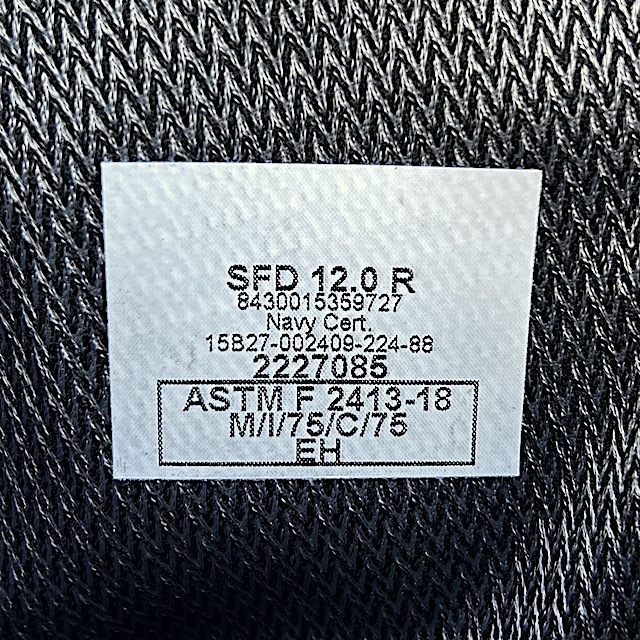 SFD 12.0 R
8430015359727
Navy Cert.
15B27-002409-224-88
2227085
ASTM F 2413-18
M/I/75/C/75
EH